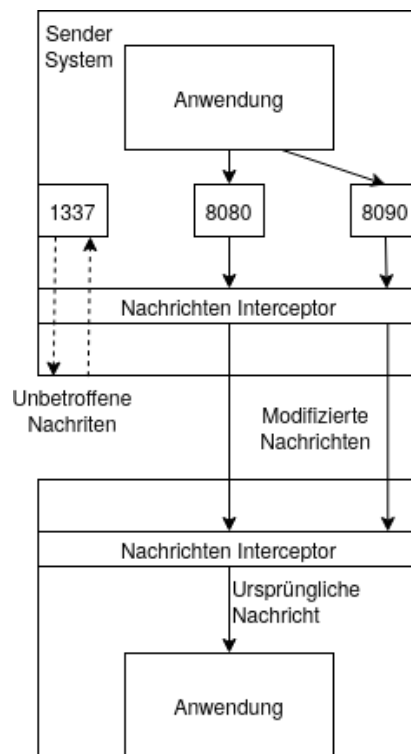 Sender
System
Anwendung
1337
8080
8090
Nachrichten Interceptor
Unbetroffene
Nachriten
Modifizierte
Nachrichten
Nachrichten Interceptor
Ursprüngliche
Nachricht
Anwendung